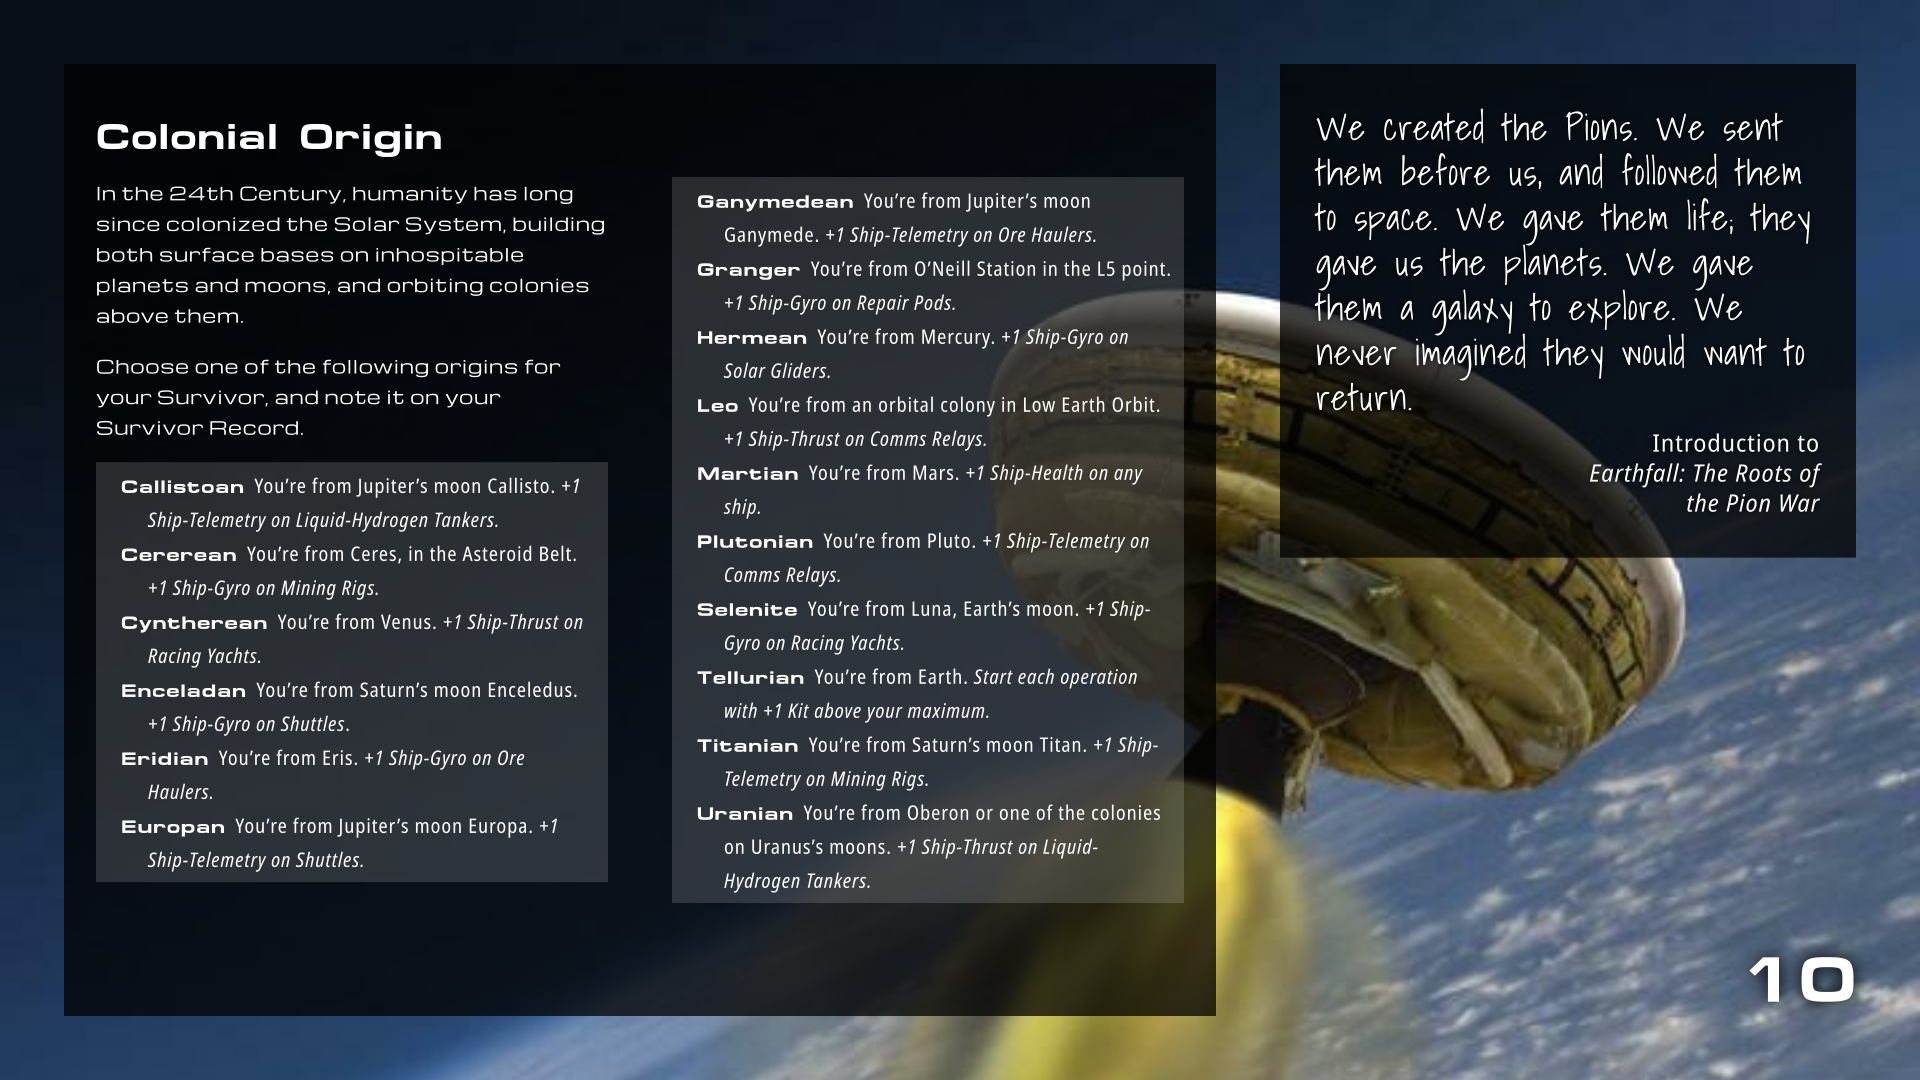 Colonial Origin
In the 24th Century, humanity has long
since colonized the Solar System, building
both surface bases on inhospitable
planets and moons, and orbiting colonies
above them.
Choose one of the following origins for
your Survivor, and note it on your
Survivor Record.
Callistoan You’re from Jupiter’s moon Callisto. +1
Ship-Telemetry on Liquid-Hydrogen Tankers.
Cererean You’re from Ceres, in the Asteroid Belt.
+1 Ship-Gyro on Mining Rigs.
Cyntherean You’re from Venus. +1 Ship-Thrust on
Racing Yachts.
Enceladan You’re from Saturn’s moon Enceledus.
+1 Ship-Gyro on Shuttles.
Eridian You’re from Eris. +1 Ship-Gyro on Ore
Haulers.
Europan You’re from Jupiter’s moon Europa. +1
Ship-Telemetry on Shuttles.
Ganymedean You’re from Jupiter’s moon
Ganymede. +1 Ship-Telemetry on Ore Haulers.
Granger You’re from O’Neill Station in the L5 point.
+1 Ship-Gyro on Repair Pods.
Hermean You’re from Mercury. +1 Ship-Gyro on
Solar Gliders.
Leo You’re from an orbital colony in Low Earth Orbit.
+1 Ship-Thrust on Comms Relays.
Martian You’re from Mars. +1 Ship-Health on any
ship.
Plutonian You’re from Pluto. +1 Ship-Telemetry on
Comms Relays.
Selenite You’re from Luna, Earth’s moon. +1 Ship-
Gyro on Racing Yachts.
Tellurian You’re from Earth. Start each operation
with +1 Kit above your maximum.
Titanian You’re from Saturn’s moon Titan. +1 Ship-
Telemetry on Mining Rigs.
Uranian You’re from Oberon or one of the colonies
on Uranus’s moons. +1 Ship-Thrust on Liquid-
Hydrogen Tankers.
We created the Pions. We sent
them before us, and followed them
to space. We gave them life; they
gave us the planets. We gave
them a galaxy to explore. We
never imagined they would want to
return.
Introduction to
Earthfall: The Roots of
the Pion War
10